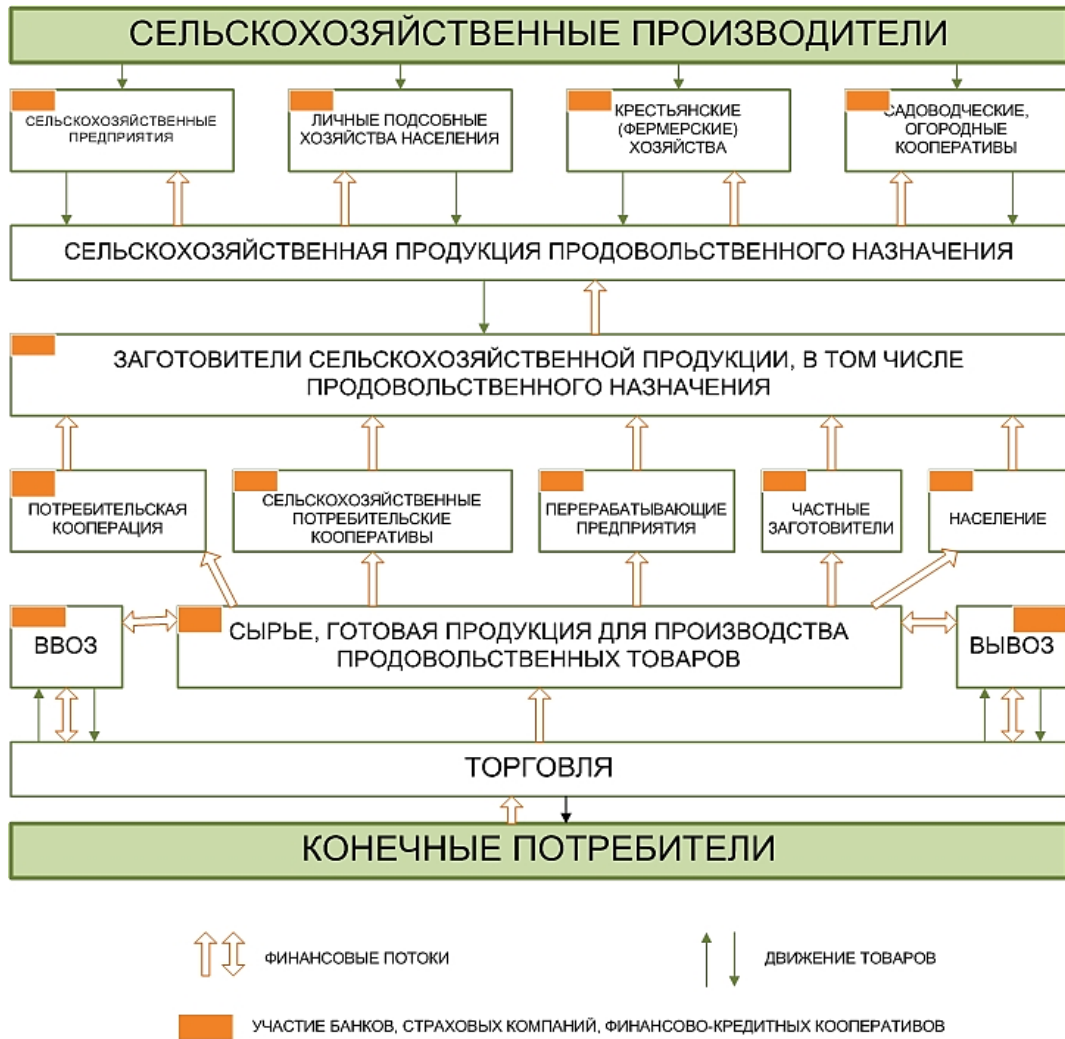 СЕЛЬСКОХОЗЯЙСТВЕННЫЕ ПРОИЗВОДИТЕЛИ
СЕЛЬСКОХОЗЯЙСТВЕННЫЕ
ПРЕДПРИЯТИЯ
ЛИЧНЫЕ ПОДСОБНЫЕ
ХОЗЯЙСТВА НАСЕЛЕНИЯ
КРЕСТЬЯНСКИЕ
(ФЕРМЕРСКИЕ)
ХОЗЯЙСТВА
САДОВОДЧЕСКИЕ,
ОГОРОДНЫЕ
КООПЕРАТИВЫ
СЕЛЬСКОХОЗЯЙСТВЕННАЯ ПРОДУКЦИЯ ПРОДОВОЛЬСТВЕННОГО НАЗНАЧЕНИЯ
ЗАГОТОВИТЕЛИ СЕЛЬСКОХОЗЯЙСТВЕННОЙ ПРОДУКЦИИ, В ТОМ ЧИСЛЕ
ПРОДОВОЛЬСТВЕННОГО НАЗНАЧЕНИЯ
ПОТРЕБИТЕЛЬСКАЯ
КООПЕРАЦИЯ
СЕЛЬСКОХОЗЯЙСТВЕННЫЕ
ПОТРЕБИТЕЛЬСКИЕ
КООПЕРАТИВЫ
ПЕРЕРАБАТЫВАЮЩИЕ
ПРЕДПРИЯТИЯ
ЧАСТНЫЕ
ЗАГОТОВИТЕЛИ
НАСЕЛЕНИЕ
ВВОЗ
СЫРЬЕ, ГОТОВАЯ ПРОДУКЦИЯ ДЛЯ ПРОИЗВОДСТВА
ПРОДОВОЛЬСТВЕННЫХ ТОВАРОВ
ВЫВОЗ
ТОРГОВЛЯ
КОНЕЧНЫЕ ПОТРЕБИТЕЛИ
ФИНАНСОВЫЕ ПОТОКИ
ДВИЖЕНИЕ ТОВАРОВ
УЧАСТИЕ БАНКОВ, СТРАХОВЫХ КОМПАНИЙ, ФИНАНСОВО-КРЕДИТНЫХ КООПЕРАТИВОВ